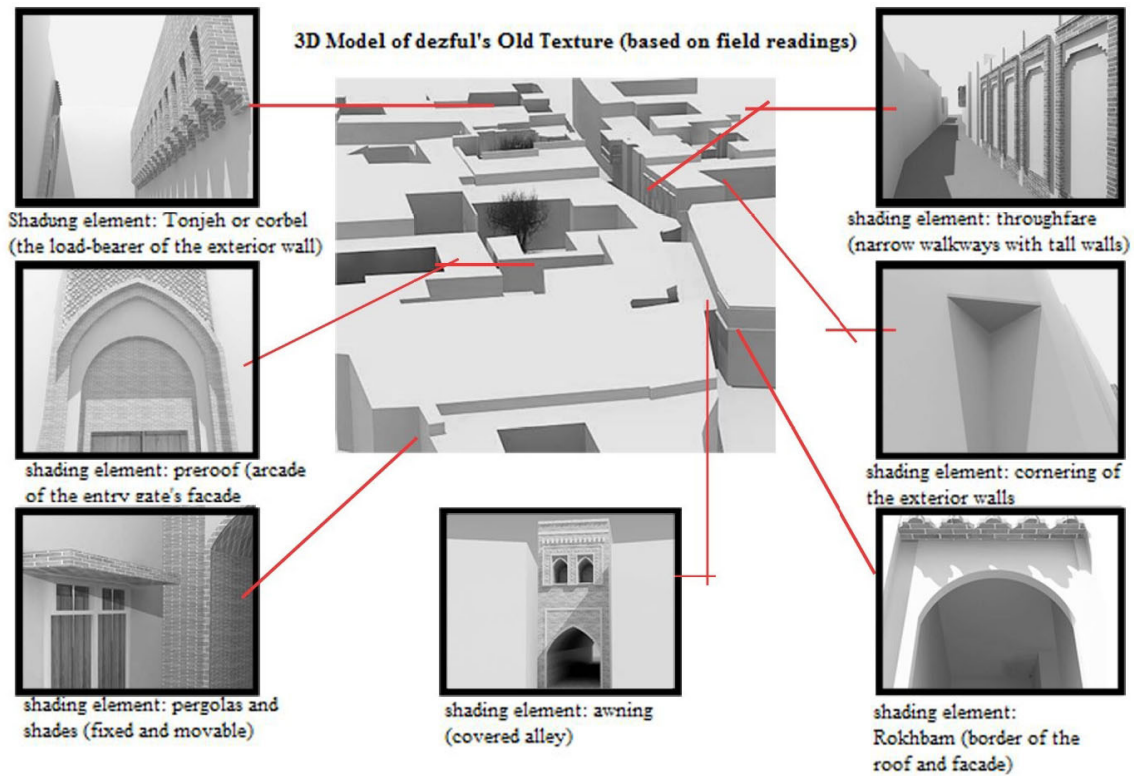 3D Model of dezful's Old Texture (based on field readings)
Shadung element: Tonjeh or corbel
(the load-bearer of the exterior wall)
shading element: throughfare
(narrow walkways with tall walls)
shading element: preroof (arcade
of the entry gate's facade
shading element: cornering of
the exterior walls
shading element: pergolas and
shades (fixed and movable)
shading element: awning
(covered alley)
shading element:
Rokhbam (border of the
roof and facade)